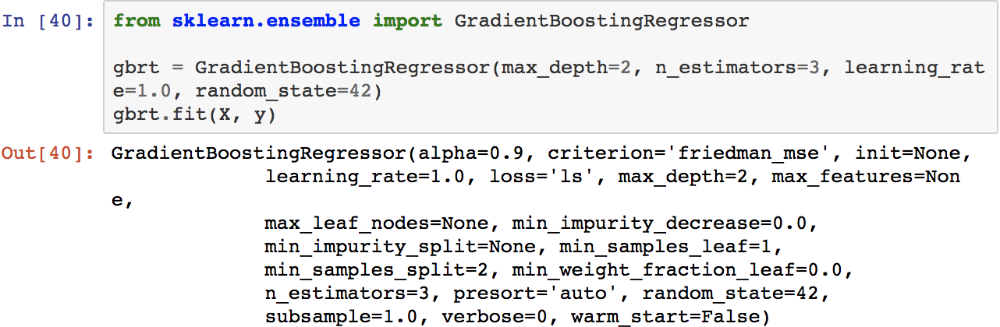 In [40]: from sklearn.ensemble import GradientBoostingRegressor
gbrt = GradientBoostingRegressor(max_depth=2, n_estimators=3, learning_rat
e=1.0, random_state=42)
gbrt.fit(X, y)
Out[40]: GradientBoostingRegressor(alpha=0.9, criterion='friedman_mse', init=None,
learning_rate=1.0, loss='ls', max_depth=2, max_features=Non
e,
max_leaf_nodes=None, min_impurity_decrease=0.0,
min_impurity_split=None, min_samples_leaf=1,
min_samples_split=2, min_weight_fraction_leaf=0.0,
n_estimators=3, presort='auto', random_state=42,
subsample=1.0, verbose=0, warm_start=False)